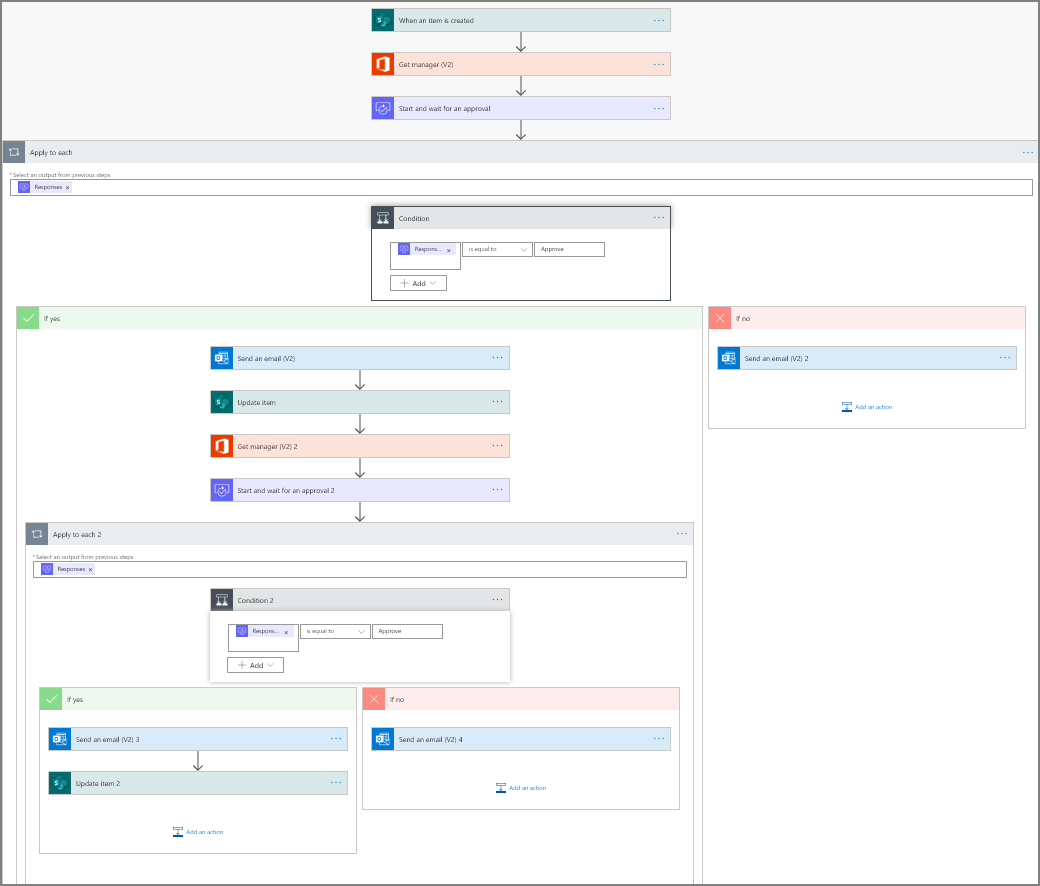 When an item is created
Get manager (V2)
Start and wait for an approval
Apply to each
* Select an output from previous steps
Responses ×
Condition
Respons... ×
is equal to
Approve
Add
If yes
If no
Send an email (V2)
Send an email (V2) 2
Update item
Add an action
Get manager (V2) 2
Start and wait for an approval 2
Apply to each 2
* Select an output from previous steps
Responses ×
Condition 2
Respons... ×
is equal to
Approve
Add
If yes
If no
Send an email (V2) 3
Send an email (V2) 4
Update item 2
Add an action
Add an action